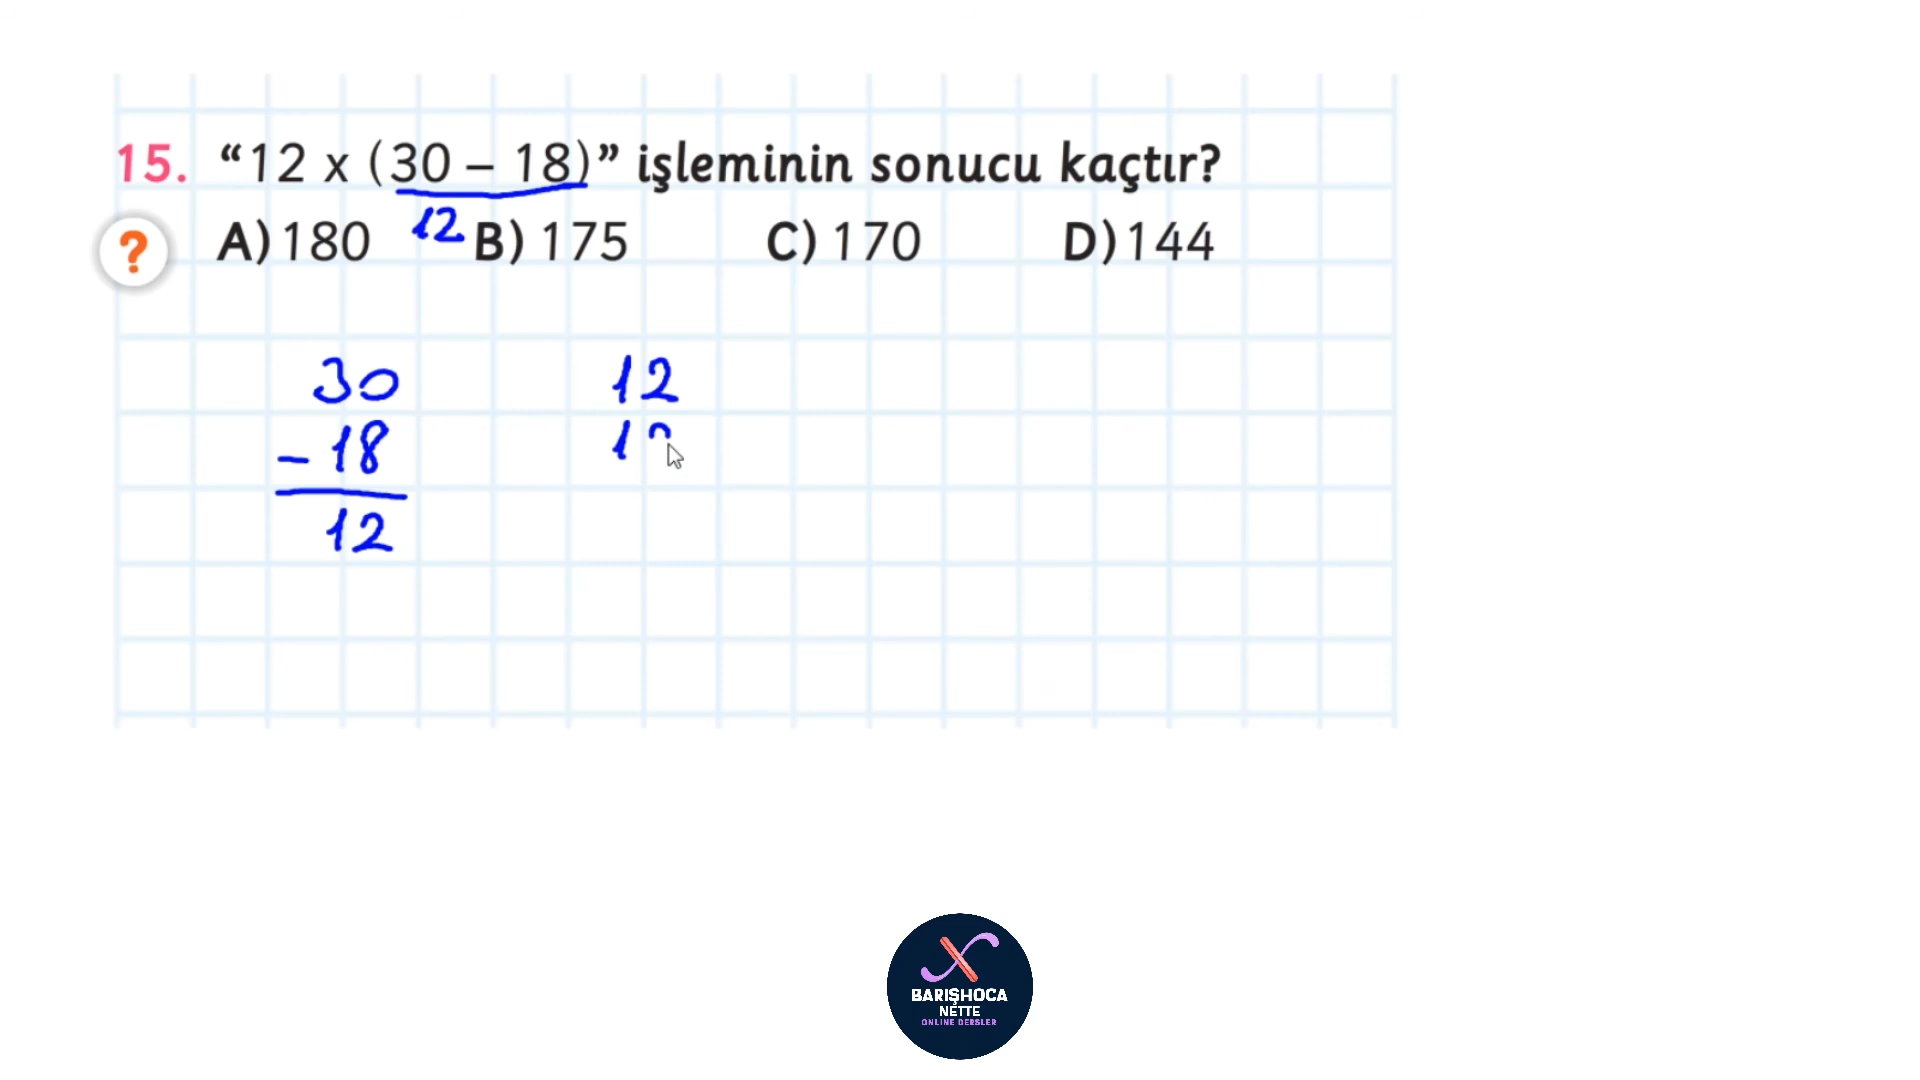 15. “12 x (30 – 18)” işleminin sonucu kaçtır?
12
? A) 180 B) 175 C) 170 D) 144
30 12
– 18 1
12
BARIŞHOCA
NETTE
ONLINE DERSLER